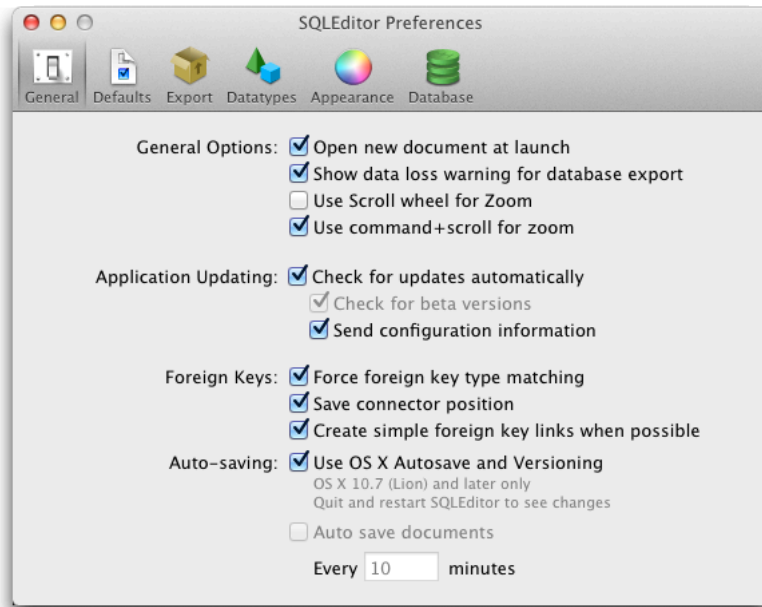 SQLEditor Preferences
General Defaults Export Datatypes Appearance Database
General Options: Open new document at launch
Show data loss warning for database export
Use Scroll wheel for Zoom
Use command+scroll for zoom
Application Updating: Check for updates automatically
Check for beta versions
Send configuration information
Foreign Keys: Force foreign key type matching
Save connector position
Create simple foreign key links when possible
Auto-saving: Use OS X Autosave and Versioning
OS X 10.7 (Lion) and later only
Quit and restart SQLEditor to see changes
Auto save documents
Every 10 minutes